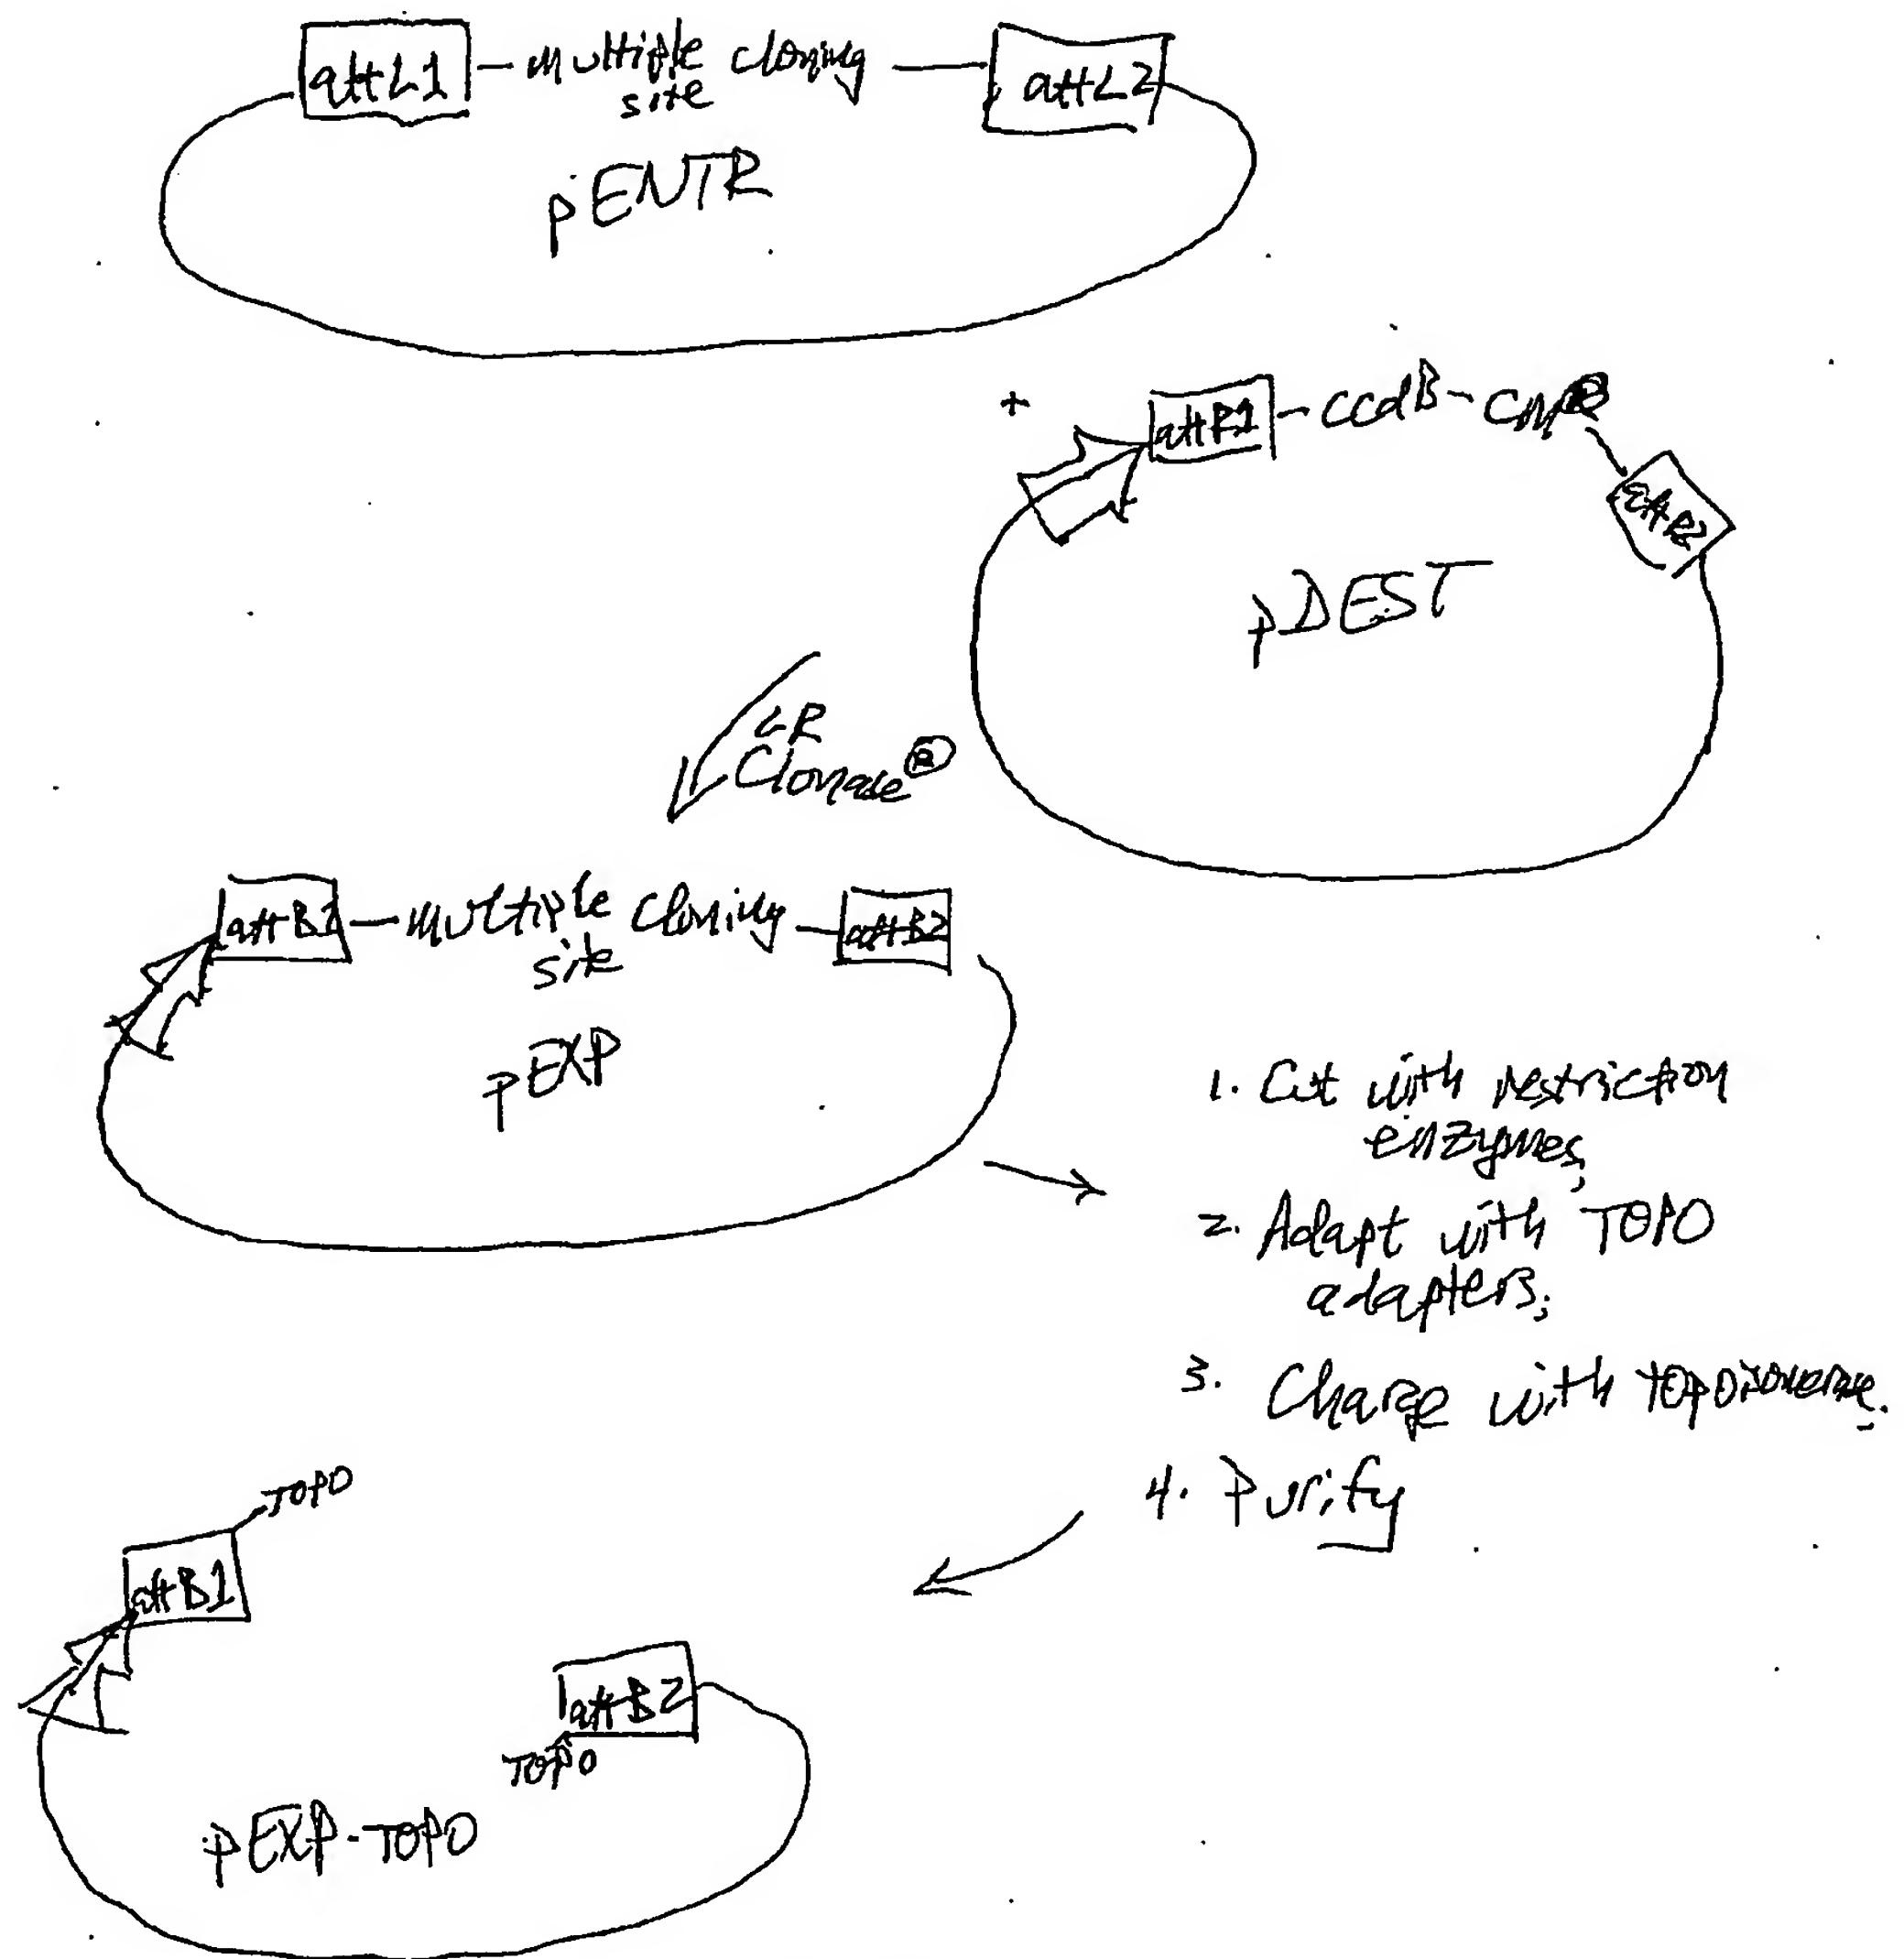 attL1 — Multiple cloning — attL2
site
pENTR
+ attR1 - ccdB - CMR
attR2
pDEST
LR
Clonase®
attB1 — multiple cloning — attB2
site
pEXP
1. Cut with restriction
enzymes;
2. Adapt with TOPO
adapters;
3. Charge with topoisomerase.
4. Purify
TOPO
attB1
attB2
TOPO
pEXP-TOPO